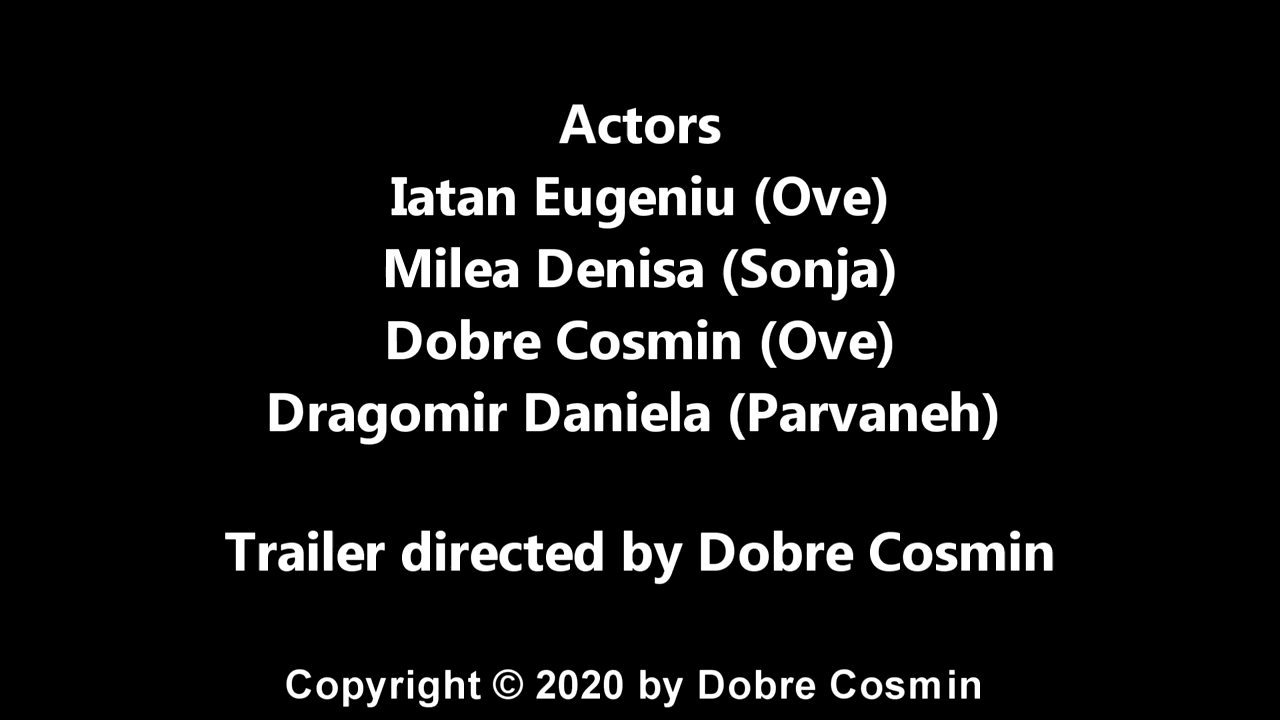 Actors
Iatan Eugeniu (Ove)
Milea Denisa (Sonja)
Dobre Cosmin (Ove)
Dragomir Daniela (Parvaneh)
Trailer directed by Dobre Cosmin
Copyright © 2020 by Dobre Cosmin